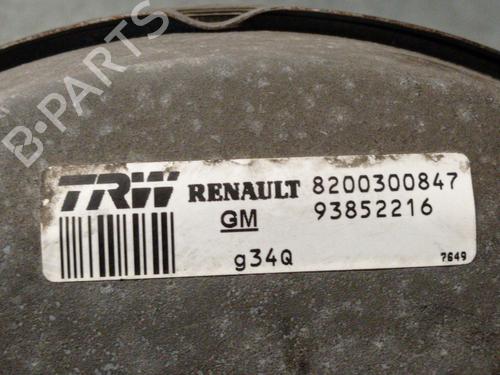 B-PARTS
TRW RENAULT 8200300847
GM 93852216
g34Q 7649